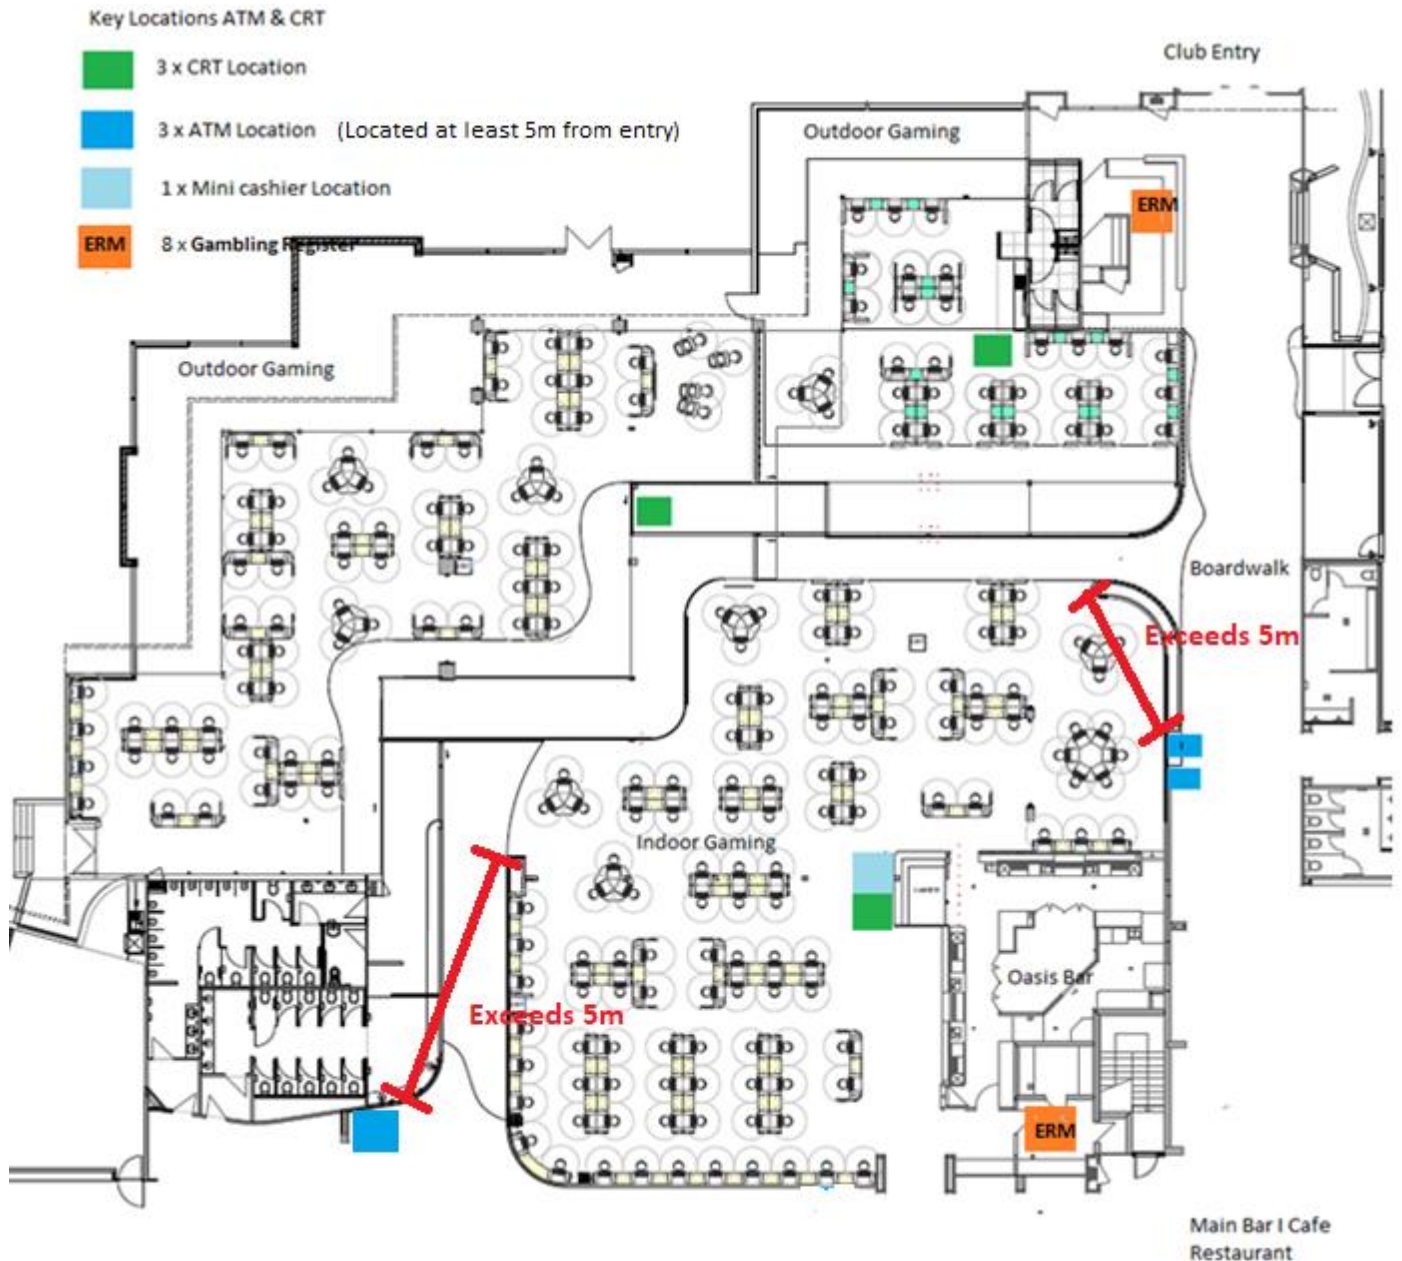 Key Locations ATM & CRT
3 x CRT Location
3 x ATM Location (Located at least 5m from entry)
1 x Mini cashier Location
ERM 8 x Gambling Register
Club Entry
Outdoor Gaming
ERM
Outdoor Gaming
Boardwalk
Exceeds 5m
Indoor Gaming
Oasis Bar
Exceeds 5m
ERM
Main Bar I Cafe
Restaurant